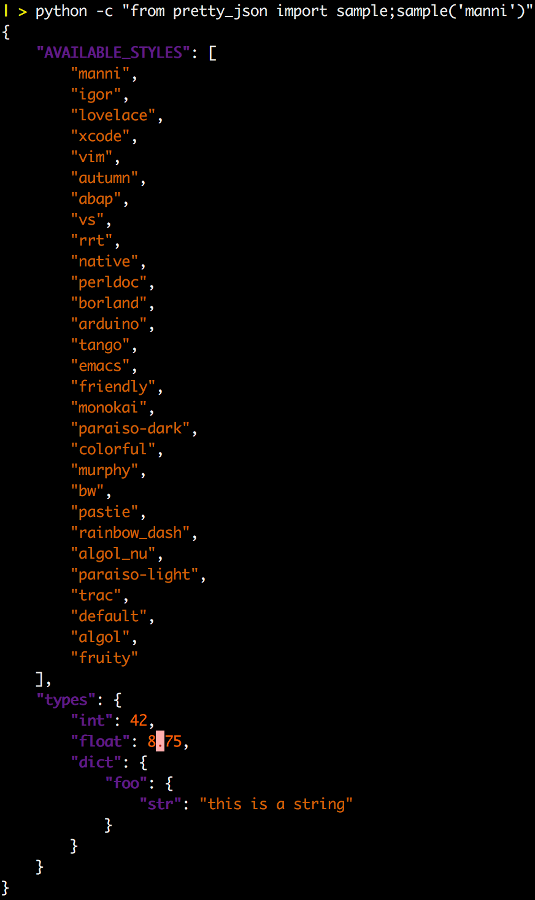 | > python -c "from pretty_json import sample;sample('manni')"
{
    "AVAILABLE_STYLES": [
        "manni",
        "igor",
        "lovelace",
        "xcode",
        "vim",
        "autumn",
        "abap",
        "vs",
        "rrt",
        "native",
        "perldoc",
        "borland",
        "arduino",
        "tango",
        "emacs",
        "friendly",
        "monokai",
        "paraiso-dark",
        "colorful",
        "murphy",
        "bw",
        "pastie",
        "rainbow_dash",
        "algol_nu",
        "paraiso-light",
        "trac",
        "default",
        "algol",
        "fruity"
    ],
    "types": {
        "int": 42,
        "float": 8.75,
        "dict": {
            "foo": {
                "str": "this is a string"
            }
        }
    }
}